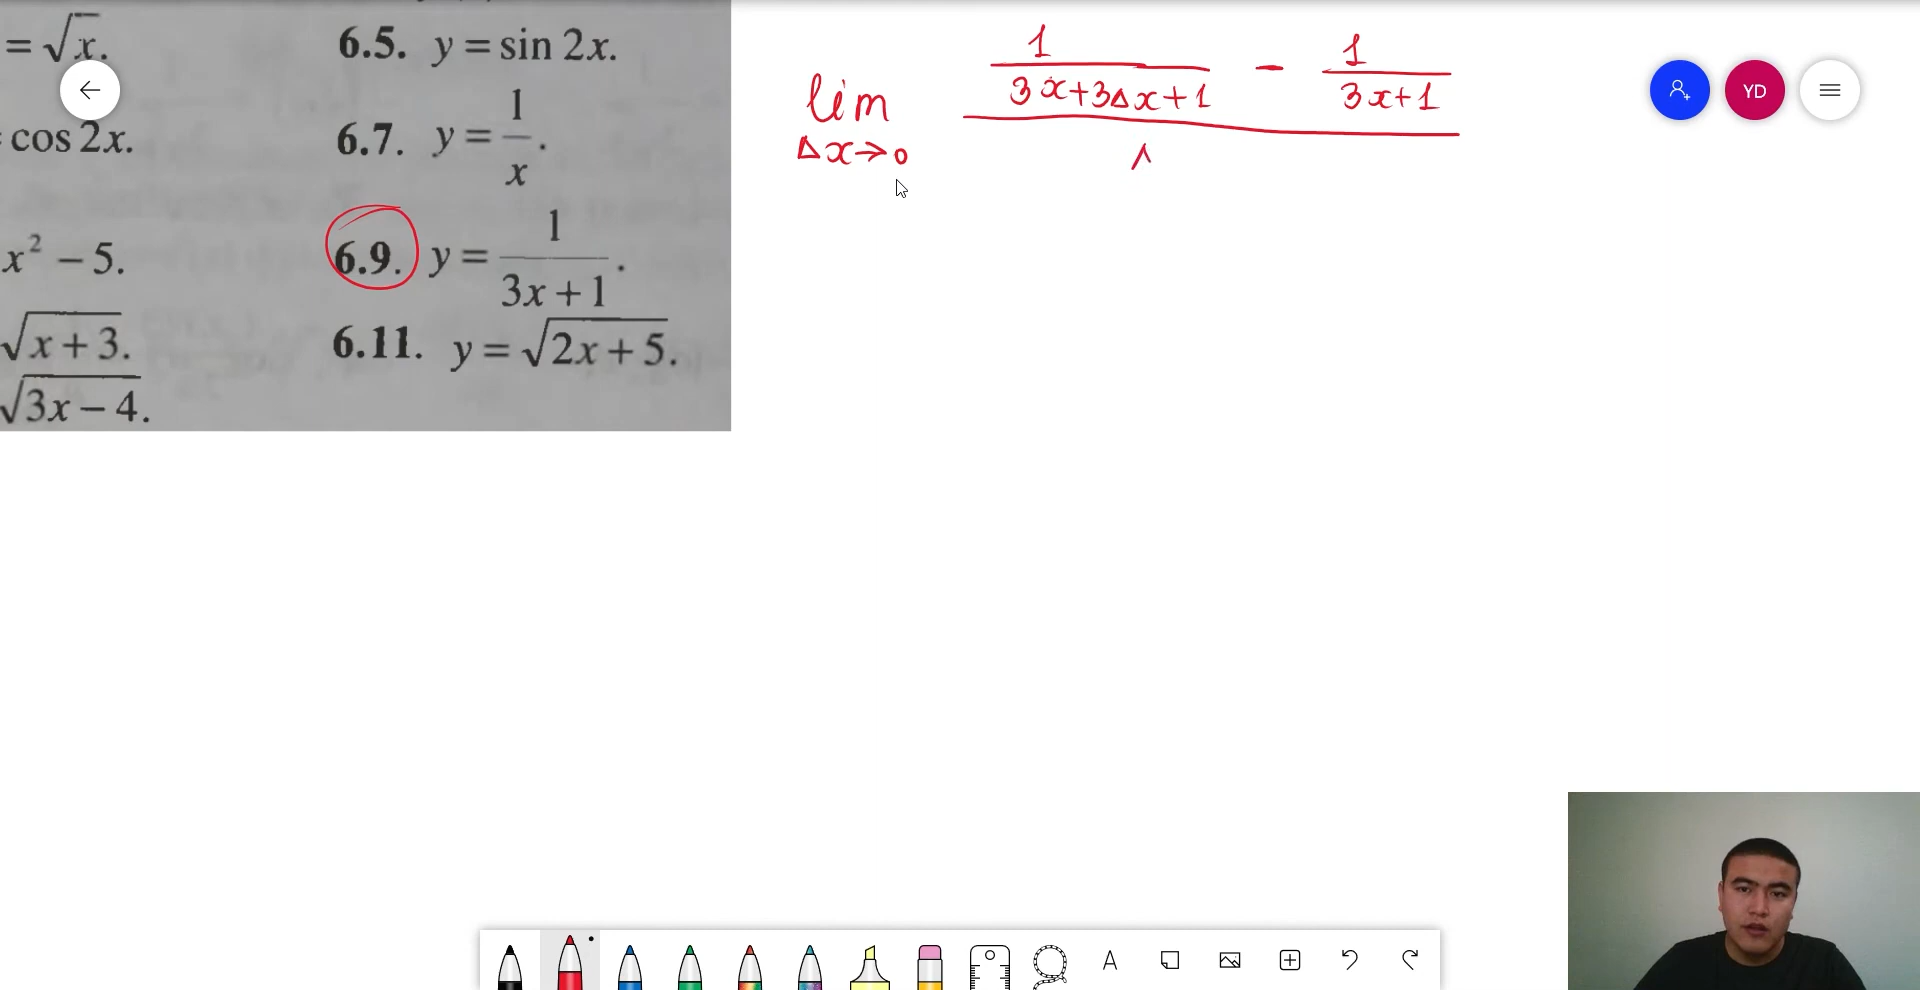 = √x.
6.5. y = sin 2x.
cos 2x.
6.7. y = 1/x.
x² − 5.
6.9. y = 1/(3x + 1).
√x + 3.
6.11. y = √2x + 5.
√3x − 4.
lim Δx→0
1/(3x+3Δx+1) − 1/(3x+1)
YD
A